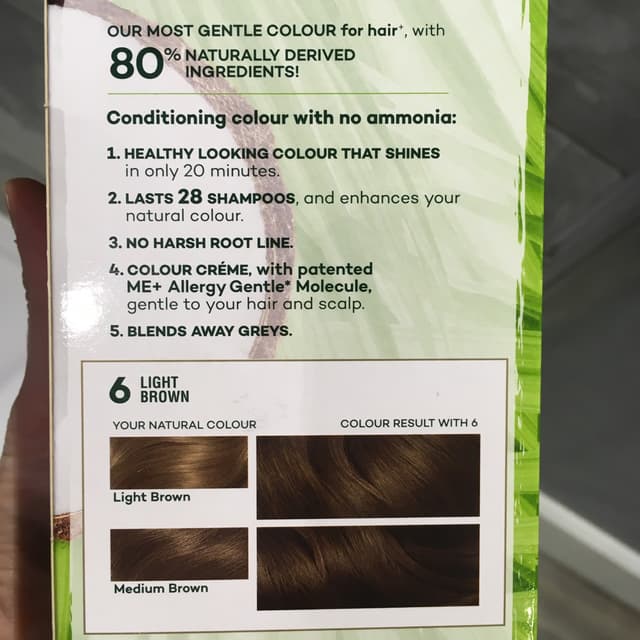 OUR MOST GENTLE COLOUR for hair⁺, with
80% NATURALLY DERIVED
INGREDIENTS!
Conditioning colour with no ammonia:
1. HEALTHY LOOKING COLOUR THAT SHINES
in only 20 minutes.
2. LASTS 28 SHAMPOOS, and enhances your
natural colour.
3. NO HARSH ROOT LINE.
4. COLOUR CRÉME, with patented
ME+ Allergy Gentle* Molecule,
gentle to your hair and scalp.
5. BLENDS AWAY GREYS.
6 LIGHT
BROWN
YOUR NATURAL COLOUR COLOUR RESULT WITH 6
Light Brown
Medium Brown